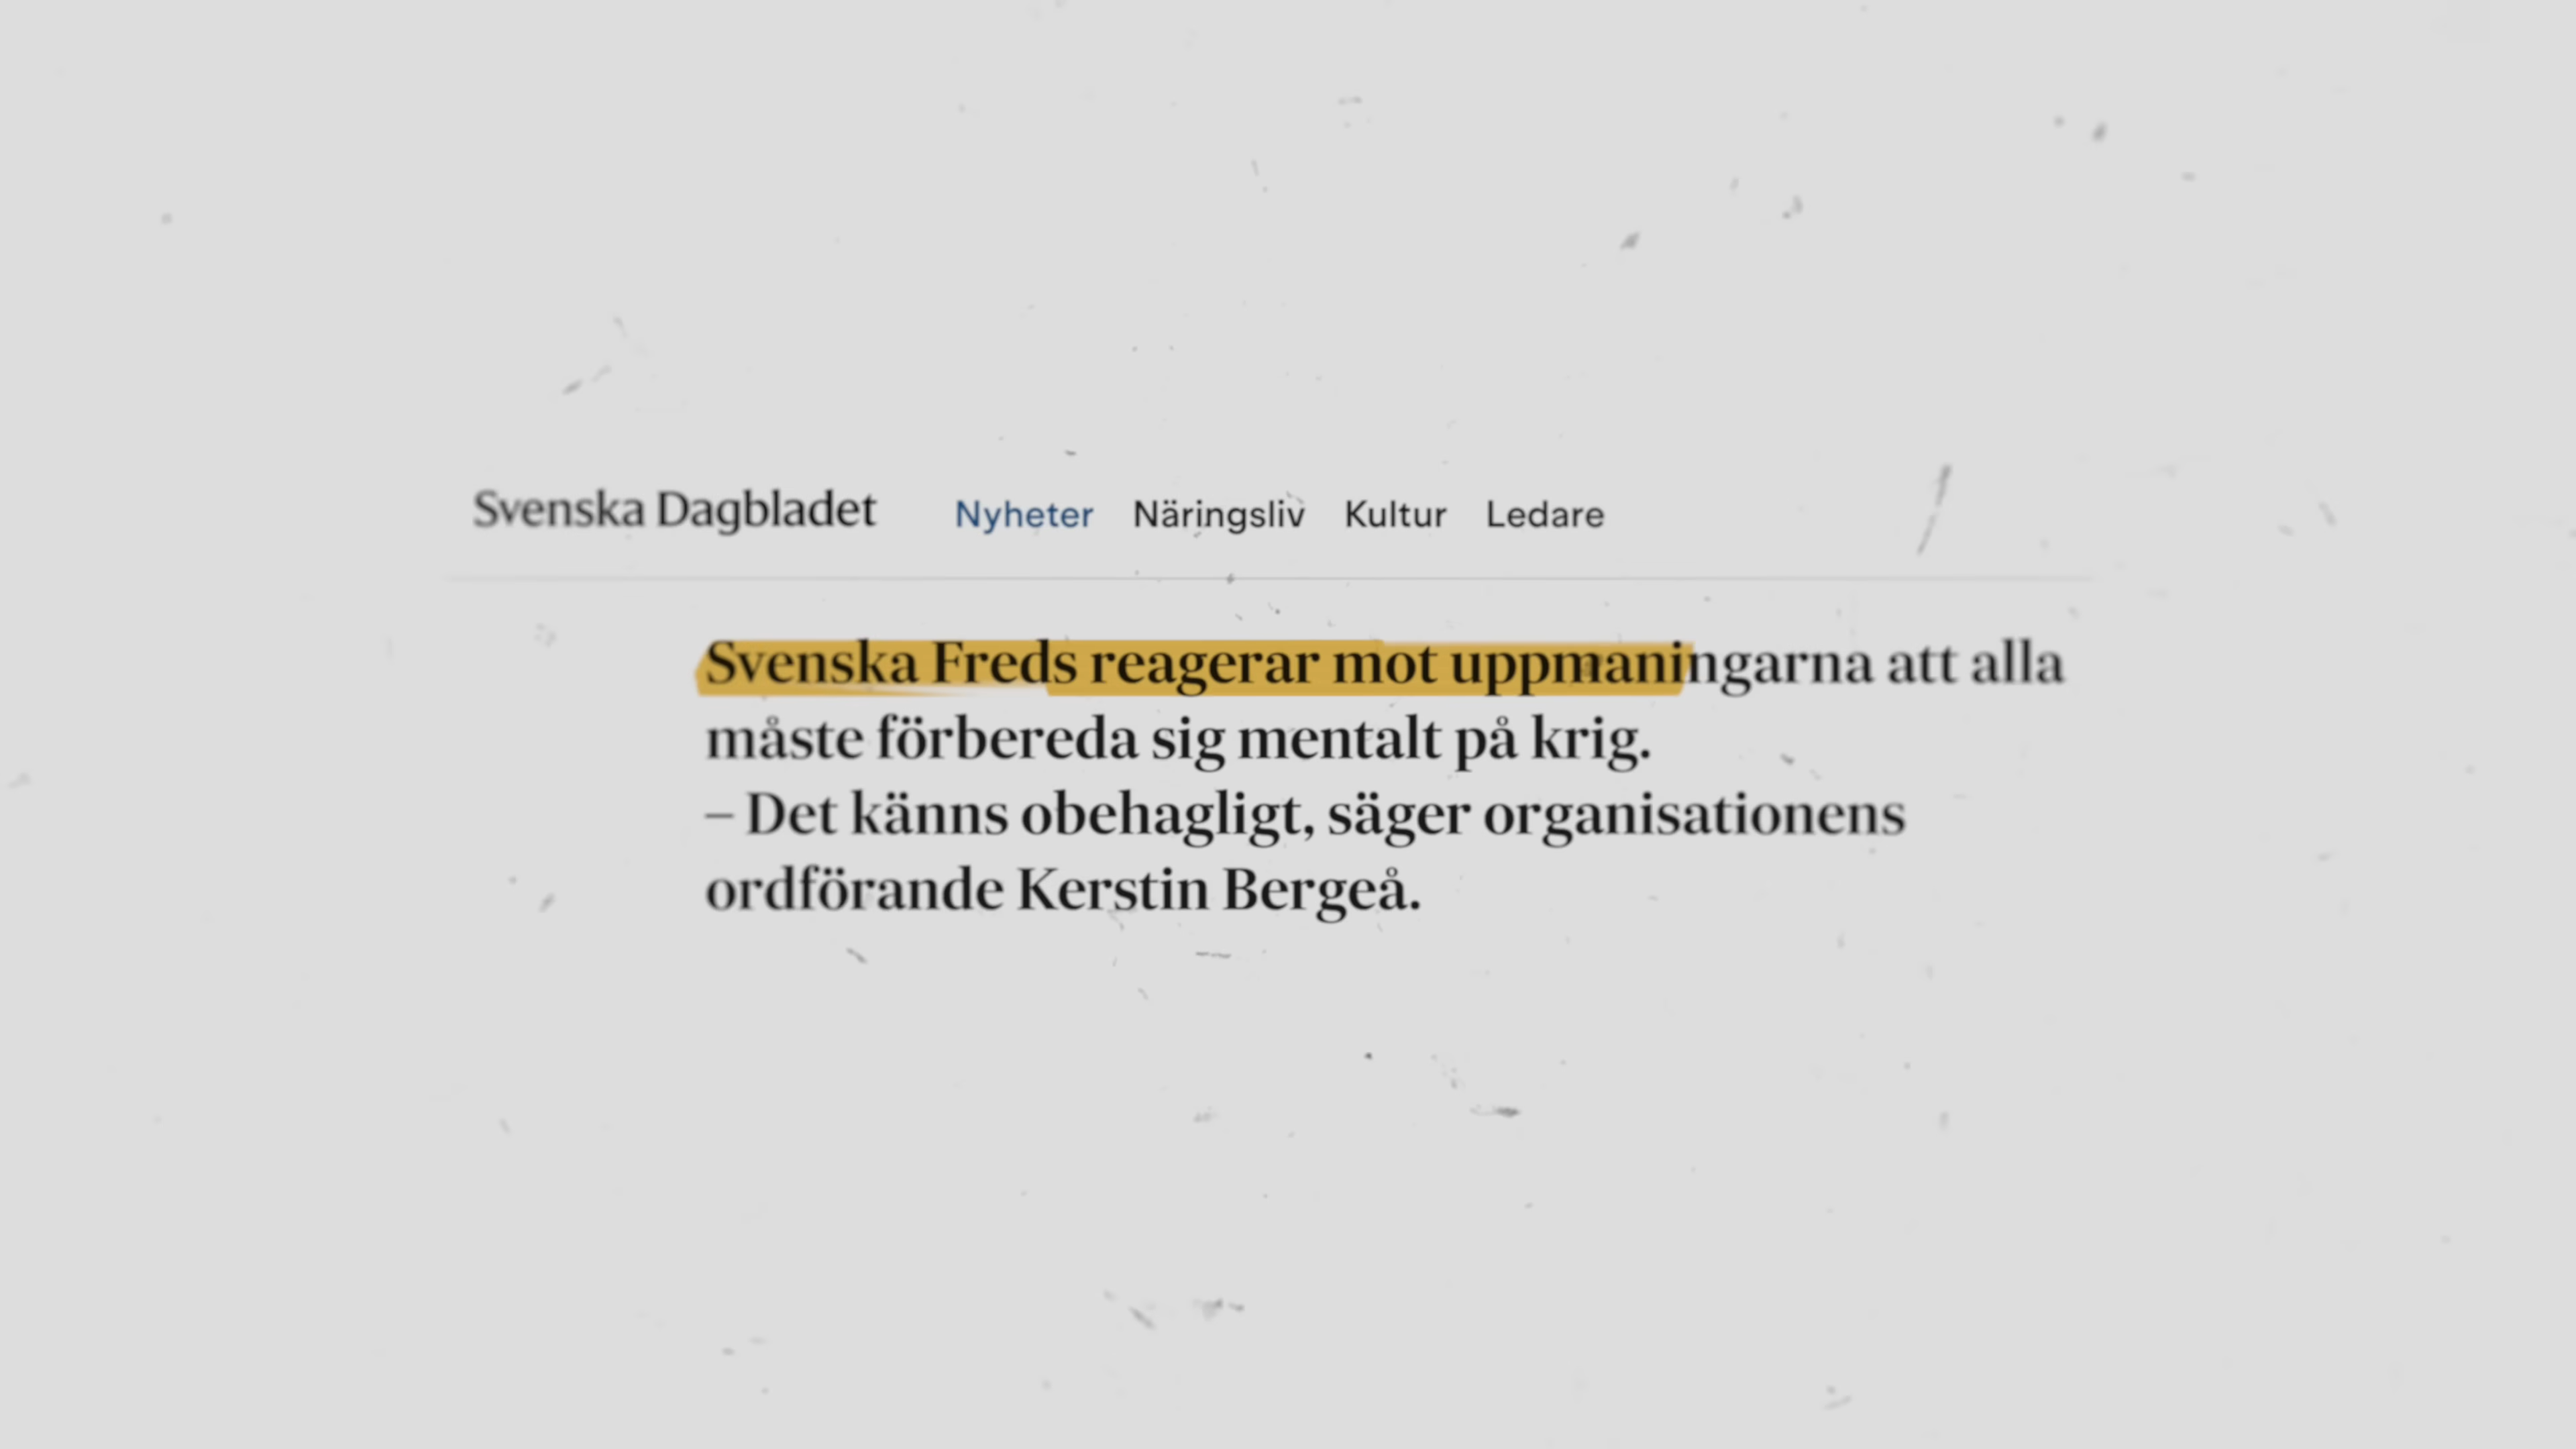 Svenska Dagbladet Nyheter Näringsliv Kultur Ledare
Svenska Freds reagerar mot uppmaningarna att alla
måste förbereda sig mentalt på krig.
– Det känns obehagligt, säger organisationens
ordförande Kerstin Bergeå.